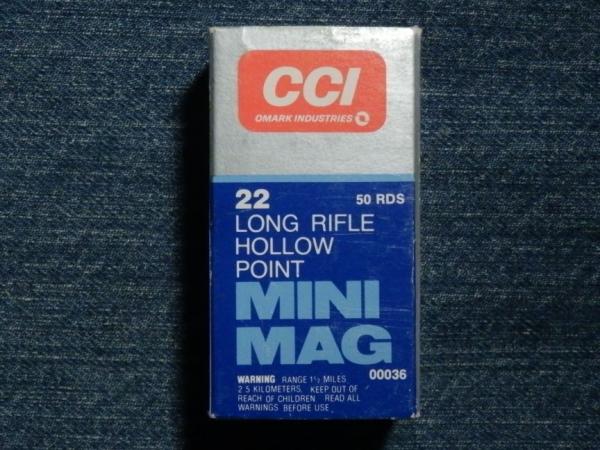 CCI
OMARK INDUSTRIES
22 50 RDS
LONG RIFLE
HOLLOW
POINT
MINI
MAG
00036
WARNING RANGE 1½ MILES
2.5 KILOMETERS. KEEP OUT OF
REACH OF CHILDREN READ ALL
WARNINGS BEFORE USE